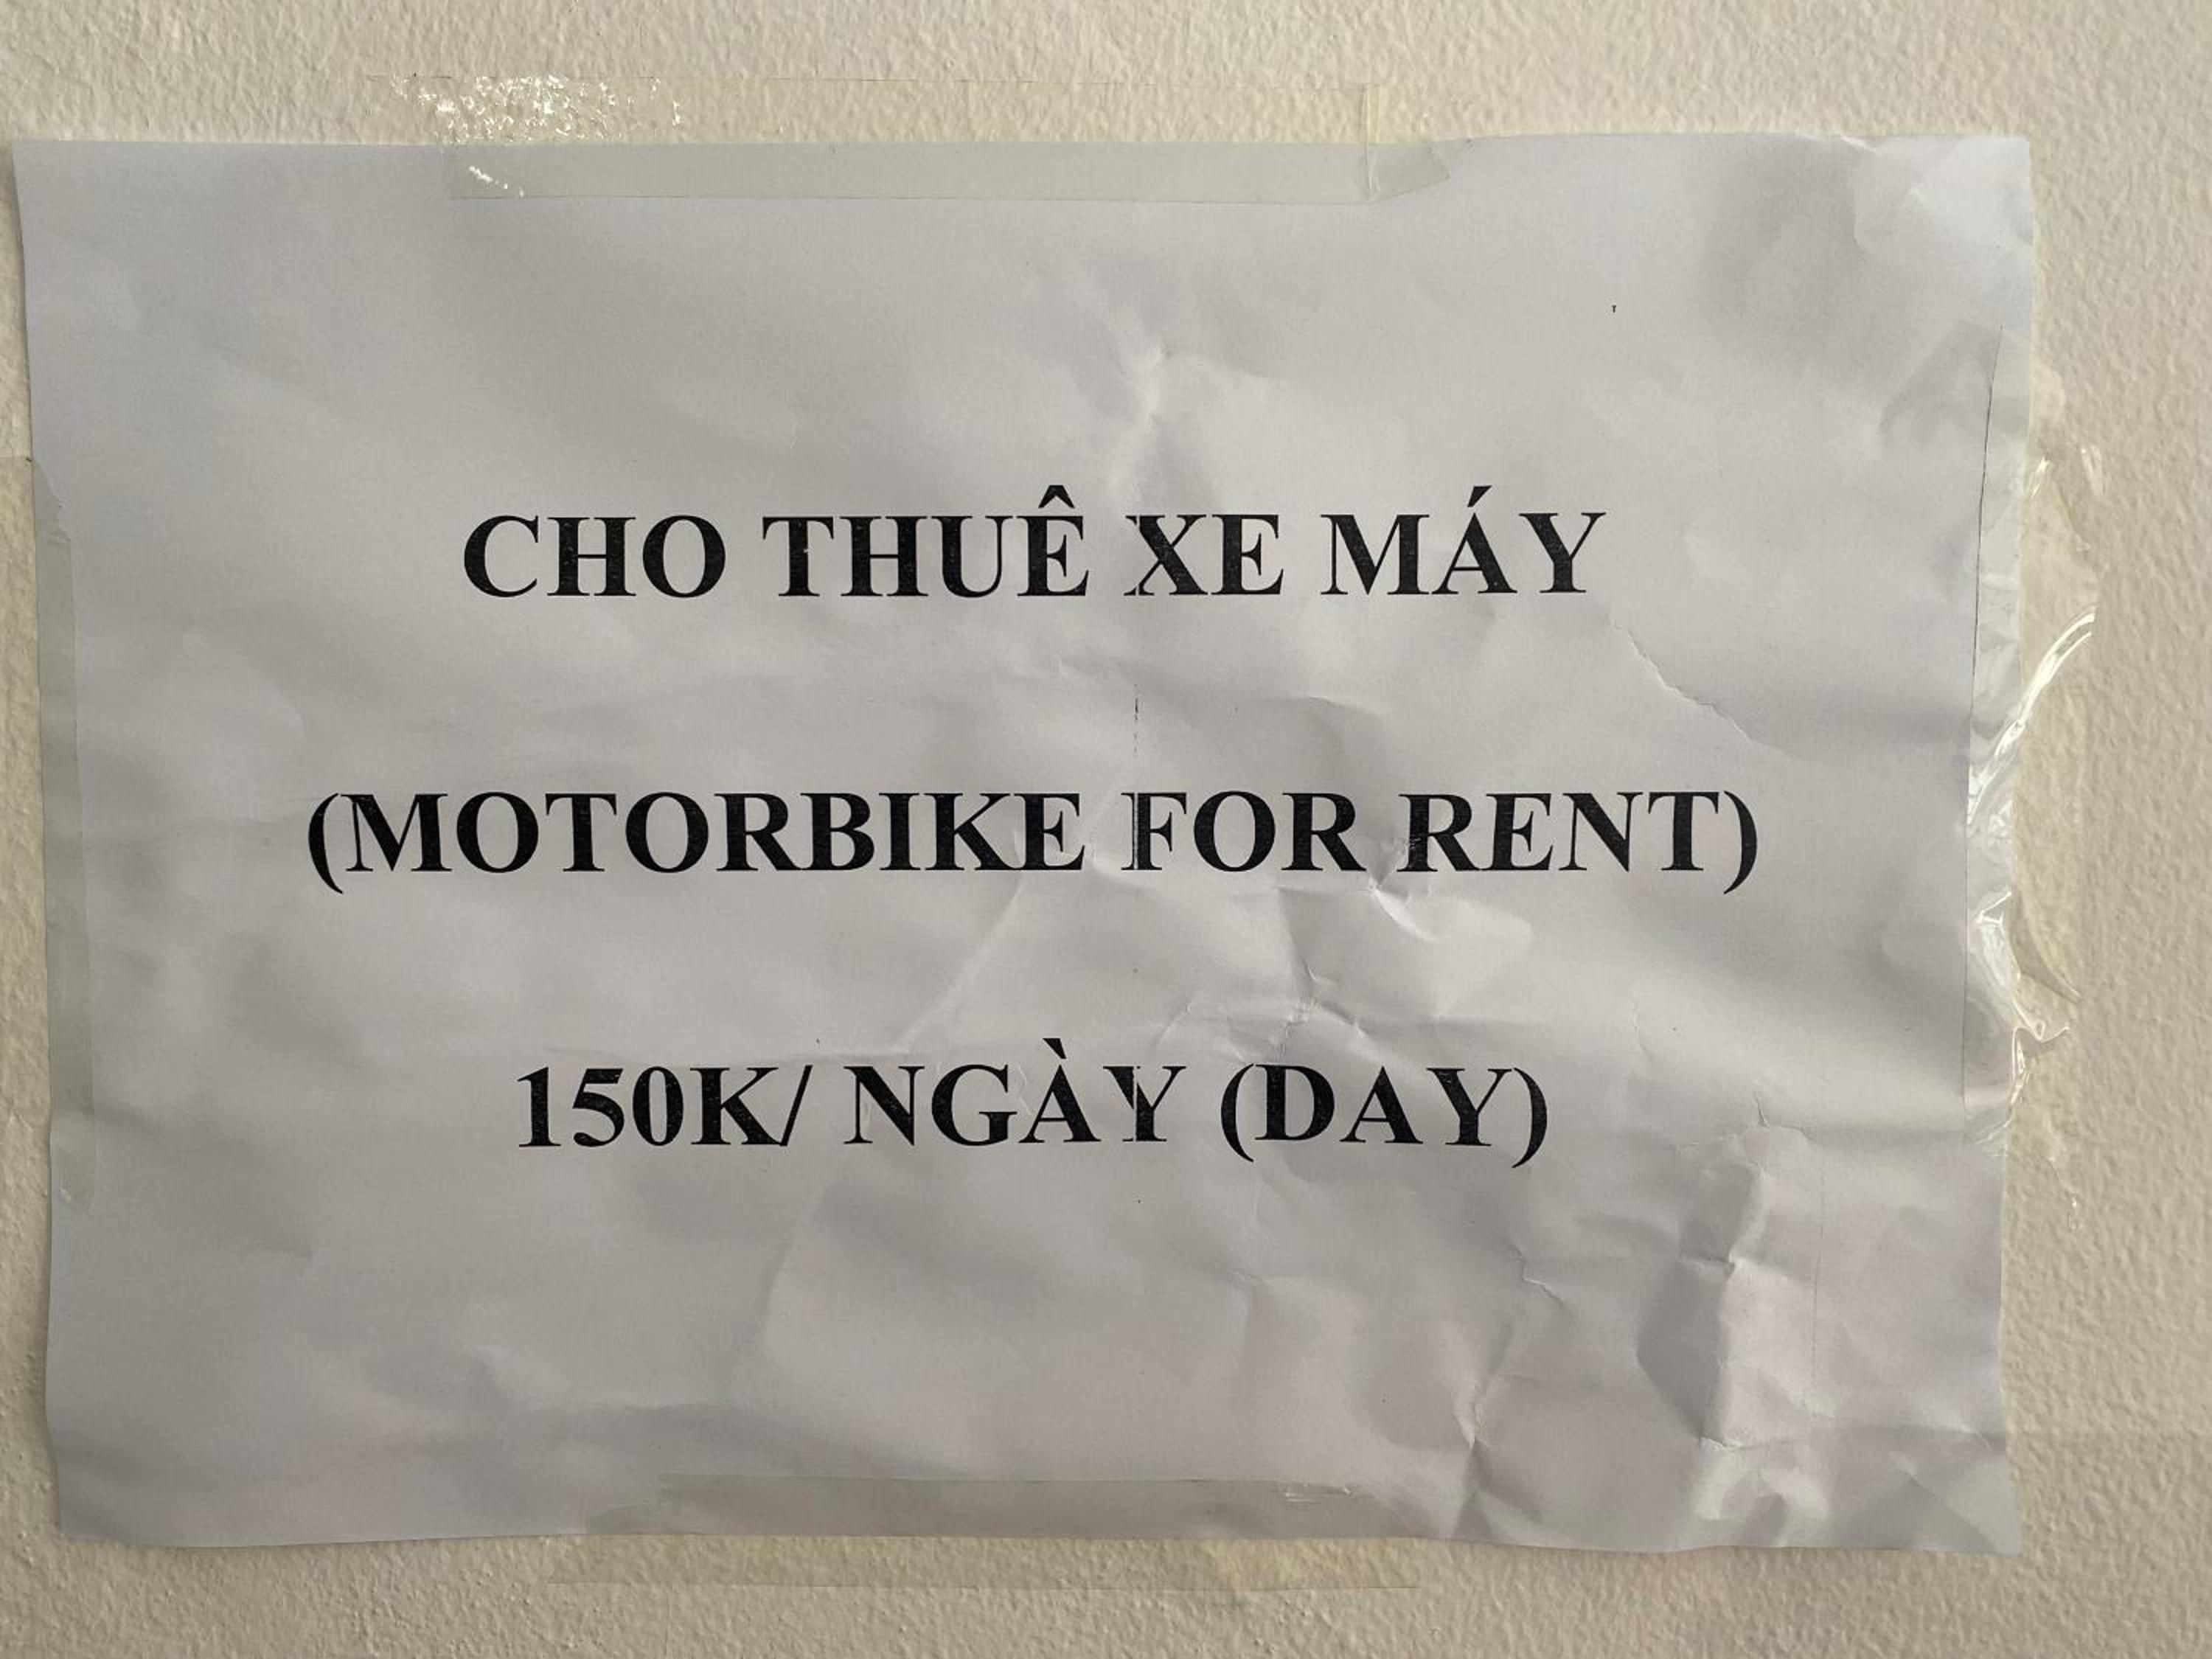 CHO THUÊ XE MÁY
(MOTORBIKE FOR RENT)
150K/ NGÀY (DAY)